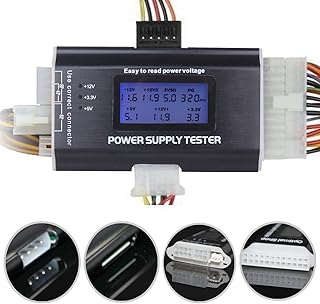 Easy to read power voltage
Use correct connector
+12V
+3.3V
+5V
+12V +12V2 5VSB PG
11.6 11.9 5.0 320ms
+5V +12V1 +3.3V
5.1 11.9 3.3
POWER SUPPLY TESTER